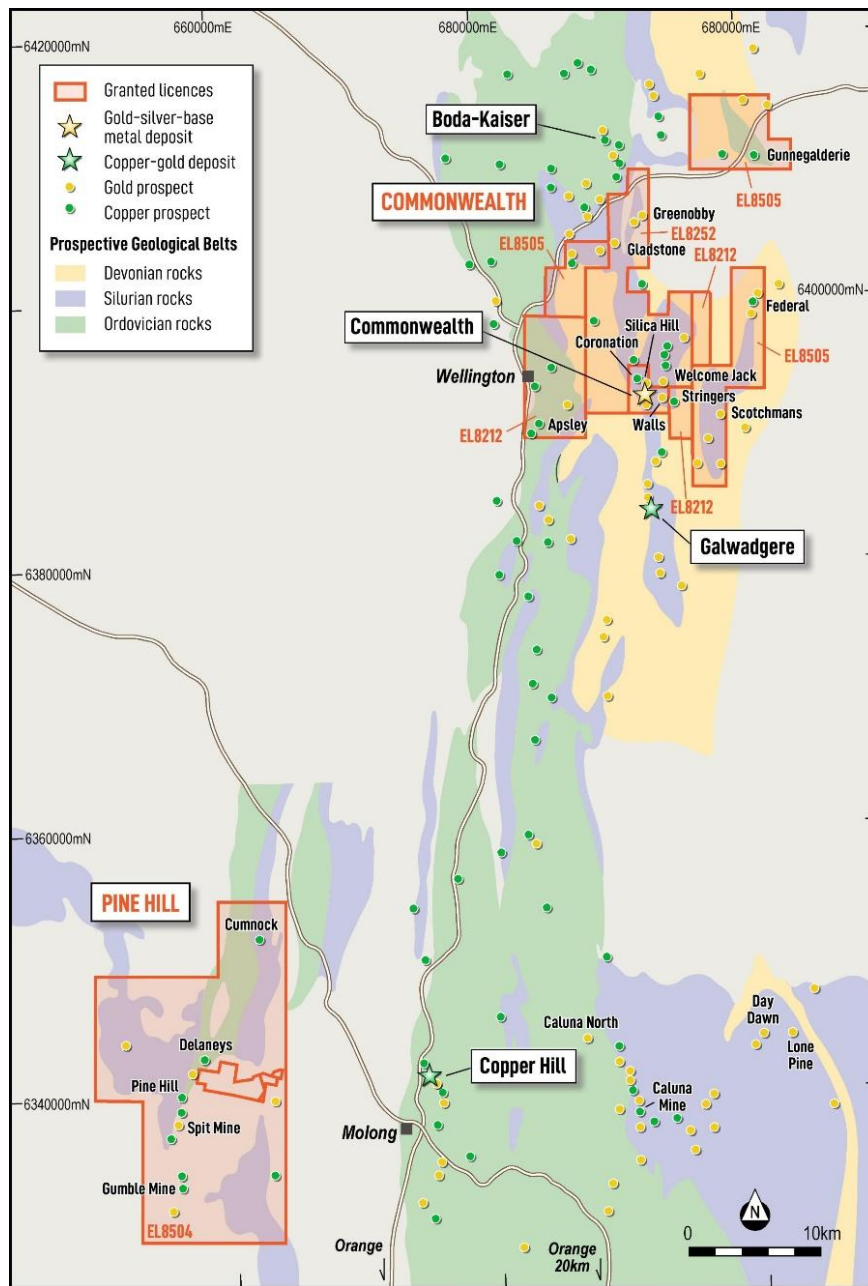 660000mE
680000mE
680000mE
6420000mN
Granted licences
Gold-silver-base
metal deposit
Copper-gold deposit
Gold prospect
Copper prospect
Prospective Geological Belts
Devonian rocks
Silurian rocks
Ordovician rocks
Boda-Kaiser
Gunnegalderie
COMMONWEALTH
EL8505
Greenobby
EL8252
EL8505
Gladstone
EL8212
6400000mN
Federal
Commonwealth
Silica Hill
Coronation
EL8505
Wellington
Welcome Jack
Stringers
Scotchmans
Walls
Apsley
EL8212
EL8212
Galwadgere
6380000mN
6360000mN
PINE HILL
Cumnock
Day
Dawn
Caluna North
Lone
Pine
Delaneys
Copper Hill
Pine Hill
Caluna
Mine
6340000mN
Spit Mine
Molong
Gumble Mine
N
EL8504
0
10km
Orange
Orange
20km